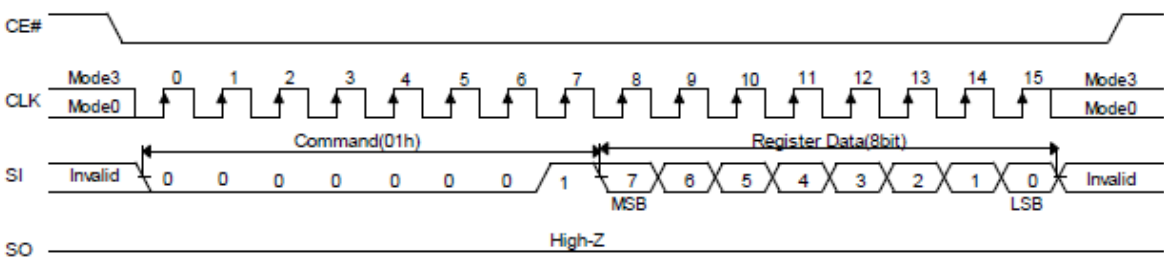 CE#
Mode3 0 1 2 3 4 5 6 7 8 9 10 11 12 13 14 15 Mode3
CLK
Mode0 Mode0
Command(01h) Register Data(8bit)
SI Invalid 0 0 0 0 0 0 0 1 7 6 5 4 3 2 1 0 Invalid
MSB LSB
High-Z
SO